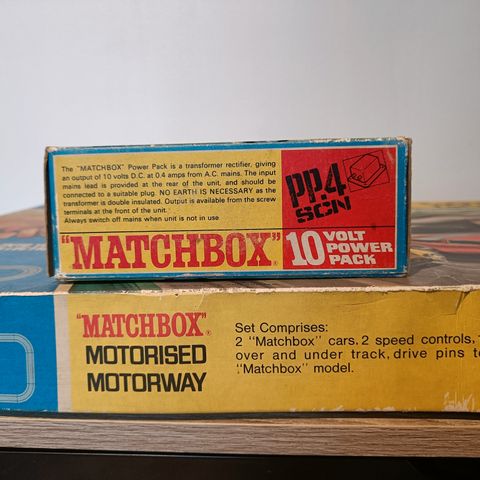 The "MATCHBOX" Power Pack is a transformer rectifier, giving
an output of 10 volts D.C. at 0.4 amps from A.C. mains. The input
mains lead is provided at the rear of the unit, and should be
connected to a suitable plug. NO EARTH IS NECESSARY as the
transformer is double insulated. Output is available from the screw
terminals at the front of the unit.
Always switch off mains when unit is not in use
PP.4
SCN
"MATCHBOX"®
10 VOLT
POWER
PACK
"MATCHBOX"®
MOTORISED
MOTORWAY
Set Comprises:
2 "Matchbox" cars, 2 speed controls,
over and under track, drive pins to
"Matchbox" model.